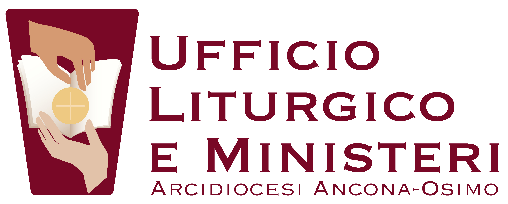 UFFICIO
LITURGICO
E MINISTERI
ARCIDIOCESI ANCONA-OSIMO